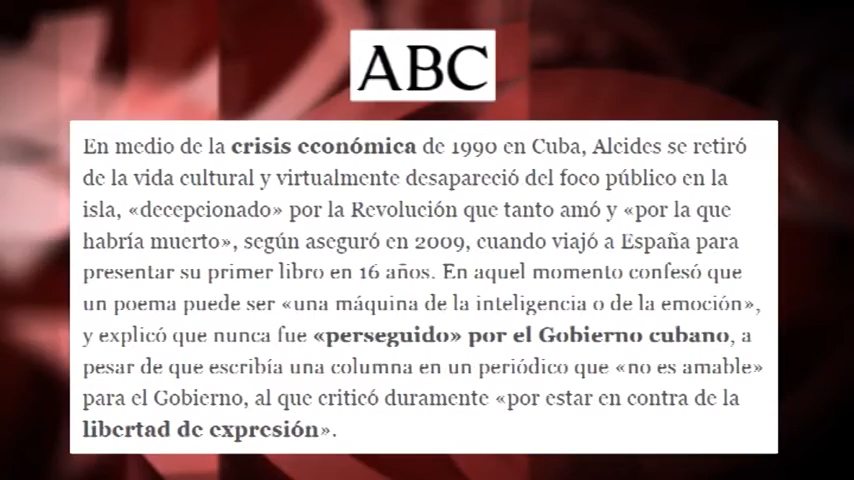 ABC
En medio de la crisis económica de 1990 en Cuba, Alcides se retiró
de la vida cultural y virtualmente desapareció del foco público en la
isla, «decepcionado» por la Revolución que tanto amó y «por la que
habría muerto», según aseguró en 2009, cuando viajó a España para
presentar su primer libro en 16 años. En aquel momento confesó que
un poema puede ser «una máquina de la inteligencia o de la emoción»,
y explicó que nunca fue «perseguido» por el Gobierno cubano, a
pesar de que escribía una columna en un periódico que «no es amable»
para el Gobierno, al que criticó duramente «por estar en contra de la
libertad de expresión».